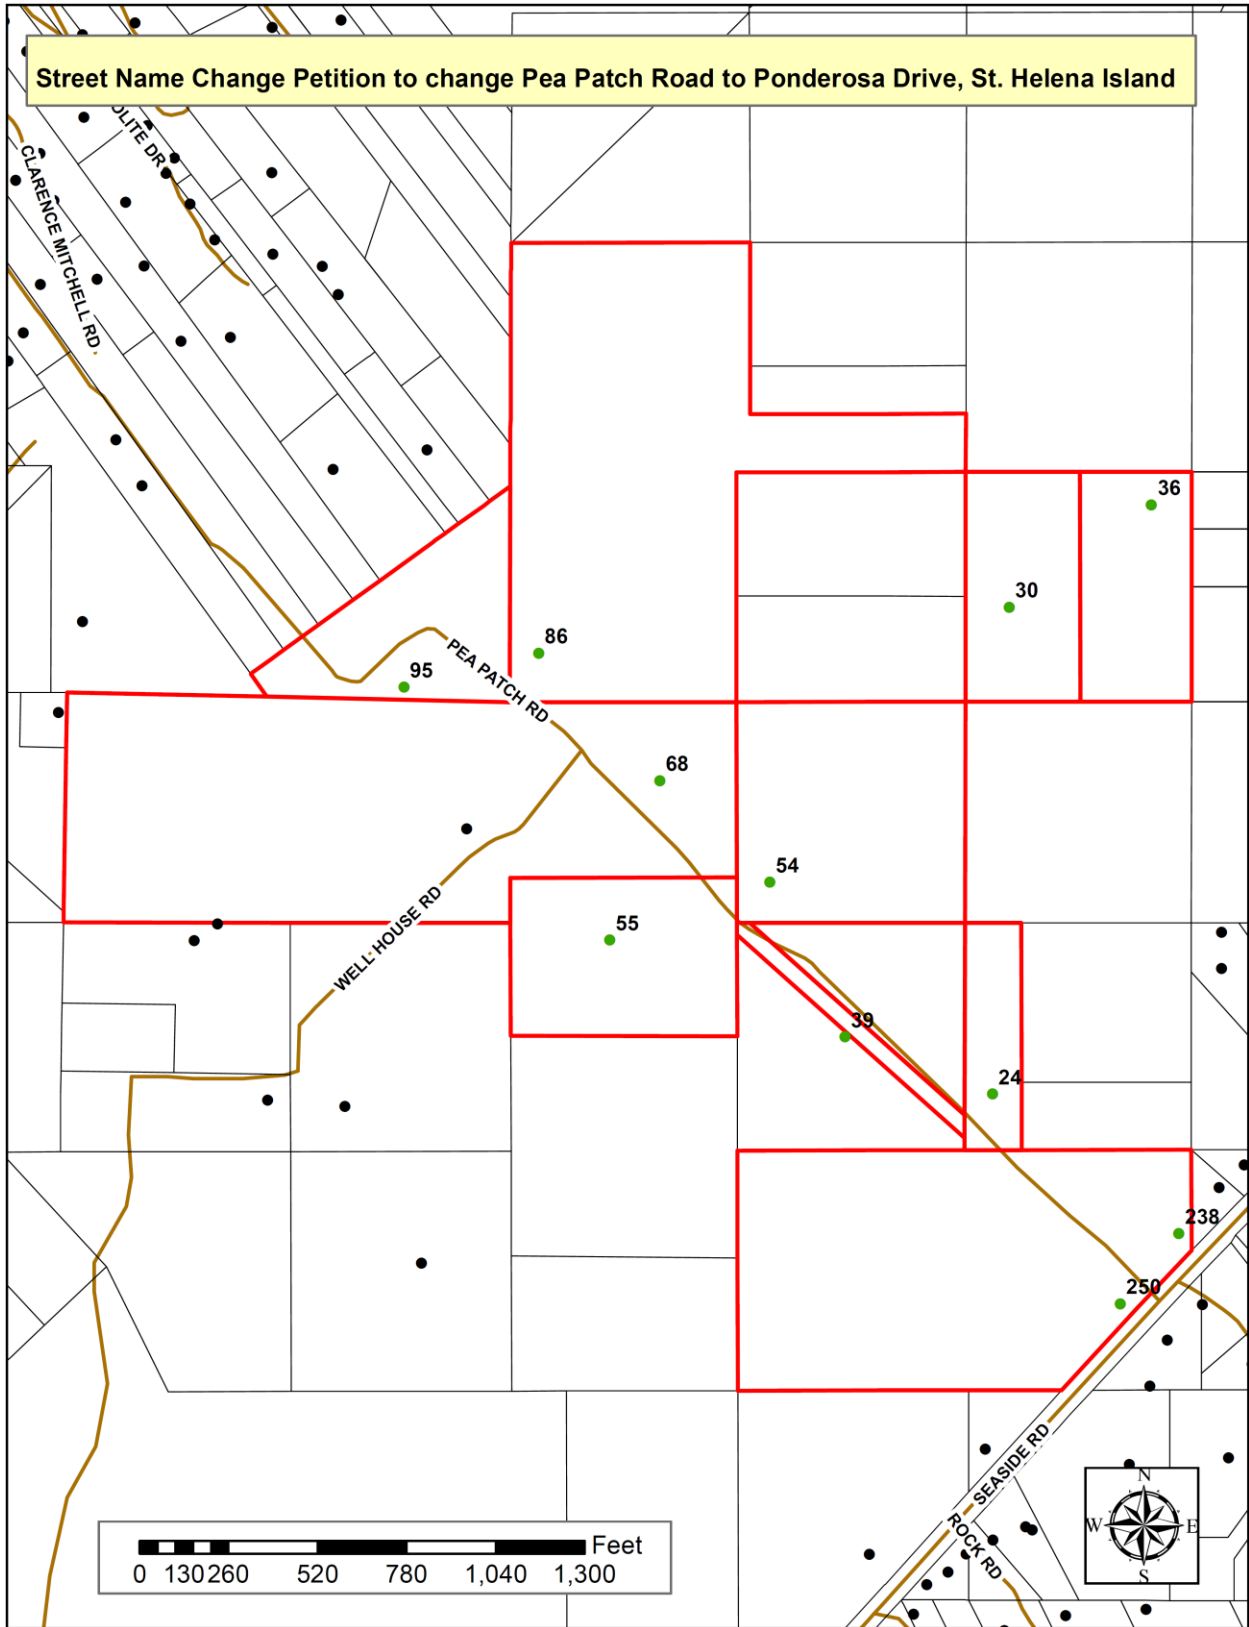 Street Name Change Petition to change Pea Patch Road to Ponderosa Drive, St. Helena Island
OLITE DR
CLARENCE MITCHELL RD
36
30
86
95
PEA PATCH RD
68
54
55
WELL HOUSE RD
39
24
238
250
SEASIDE RD
ROCK RD
N
W E
S
Feet
0 130 260 520 780 1,040 1,300